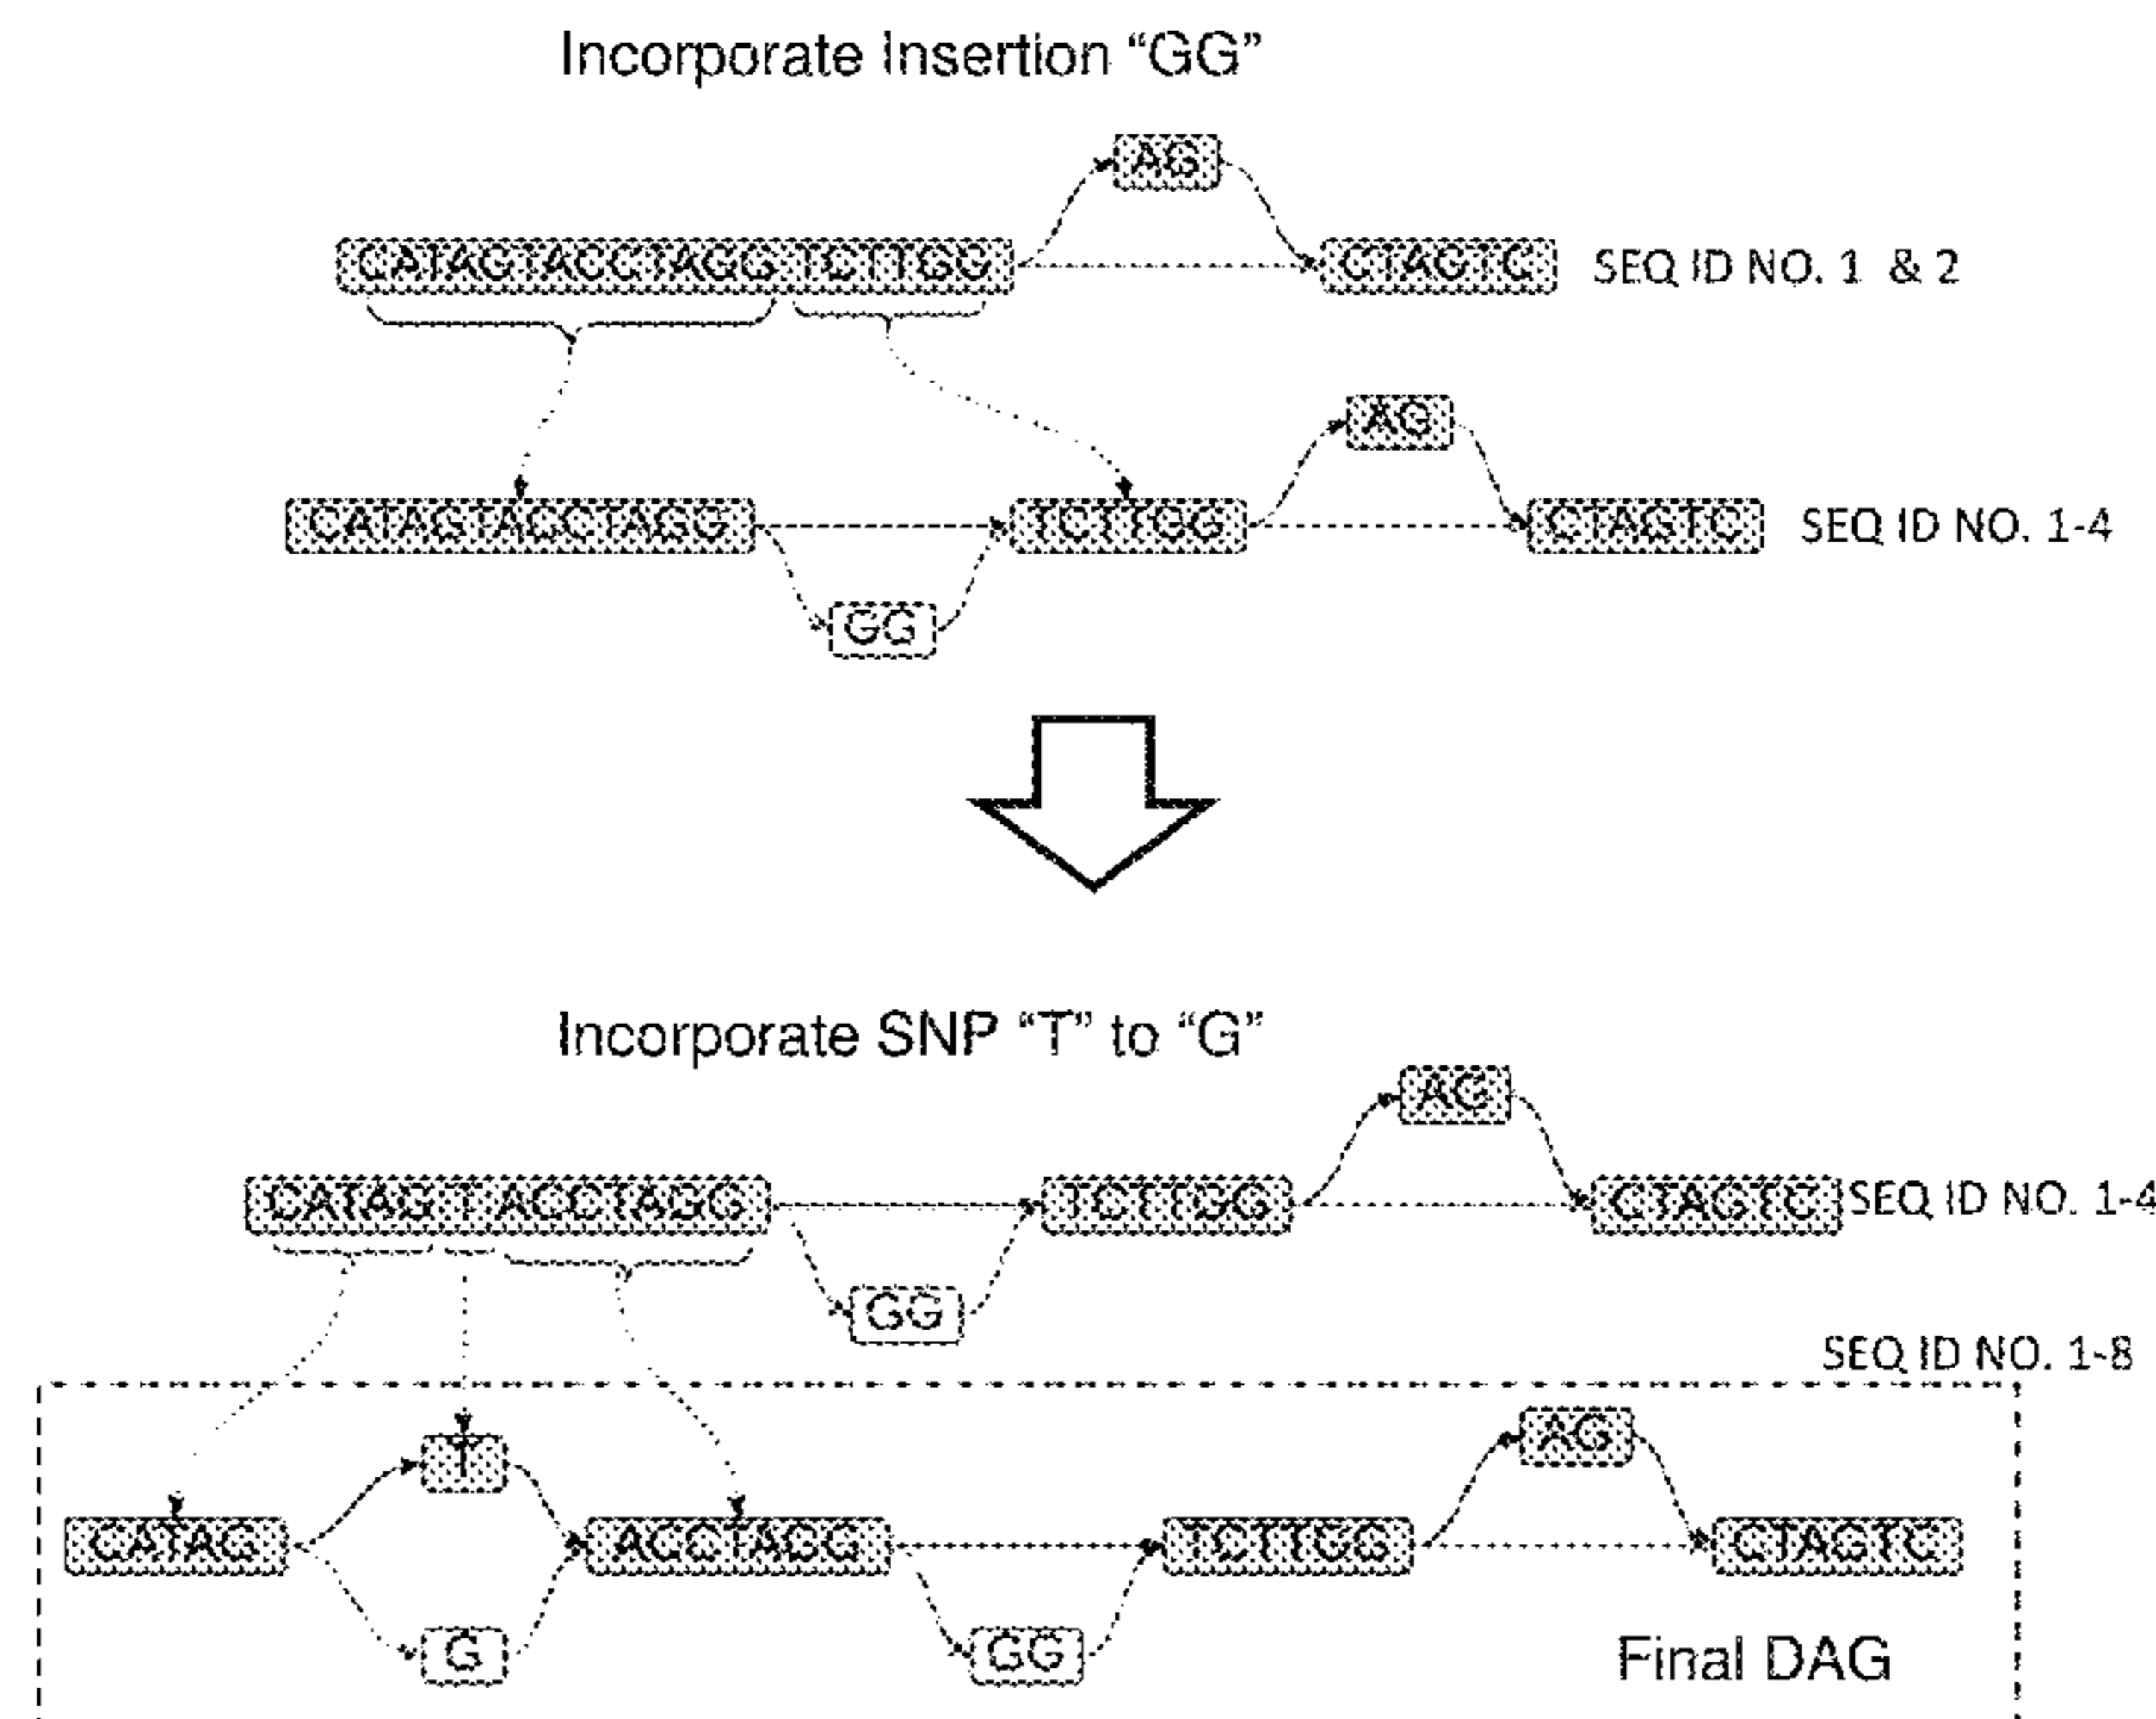 Incorporate Insertion “GG”
AG
CATAGTACCTAGG TCTTGG CTAGTC SEQ ID NO. 1 & 2
AG
CATAGTACCTAGG TCTTGG CTAGTC SEQ ID NO. 1-4
GG
Incorporate SNP “T” to “G”
AG
CATAG T ACCTAGG TCTTGG CTAGTC SEQ ID NO. 1-4
GG
SEQ ID NO. 1-8
AG
T
CATAG ACCTAGG TCTTGG CTAGTC
G GG Final DAG